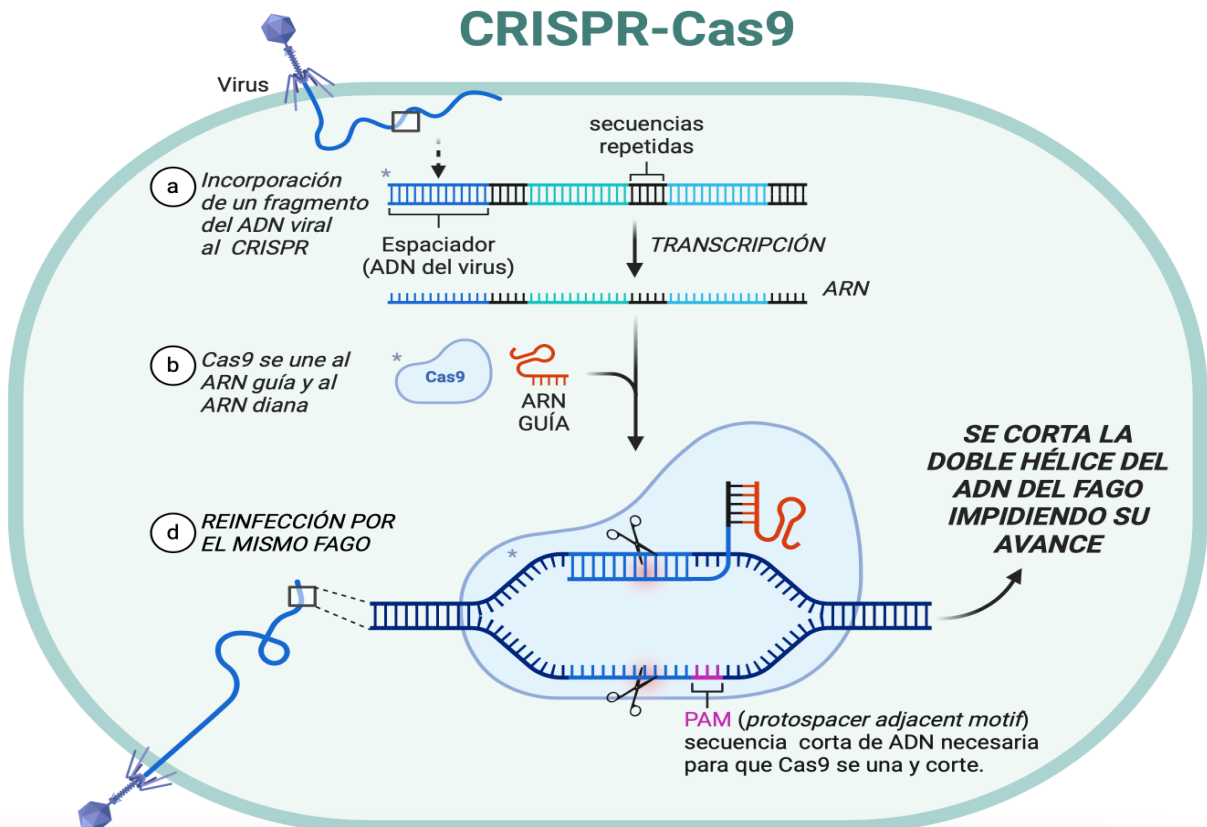 CRISPR-Cas9
Virus
secuencias
repetidas
*
a
Incorporación
de un fragmento
del ADN viral
al CRISPR
Espaciador
(ADN del virus)
TRANSCRIPCIÓN
ARN
b
Cas9 se une al
ARN guía y al
ARN diana
*
Cas9
ARN
GUÍA
SE CORTA LA
DOBLE HÉLICE DEL
ADN DEL FAGO
IMPIDIENDO SU
AVANCE
d
REINFECCIÓN POR
EL MISMO FAGO
*
PAM (protospacer adjacent motif)
secuencia corta de ADN necesaria
para que Cas9 se una y corte.